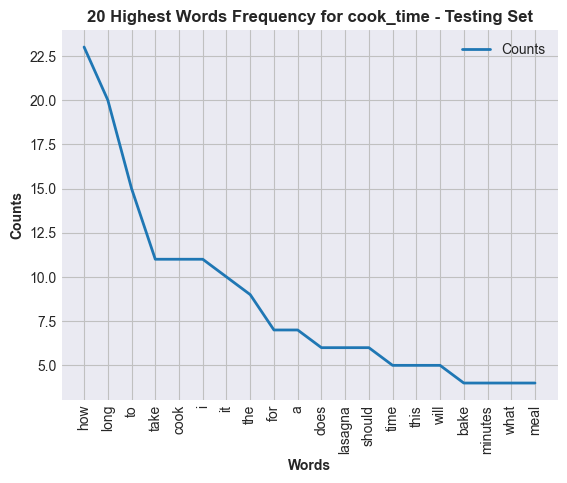 20 Highest Words Frequency for cook_time - Testing Set
Counts
22.5
20.0
17.5
15.0
12.5
10.0
7.5
5.0
Counts
how
long
to
take
cook
i
it
the
for
a
does
lasagna
should
time
this
will
bake
minutes
what
meal
Words